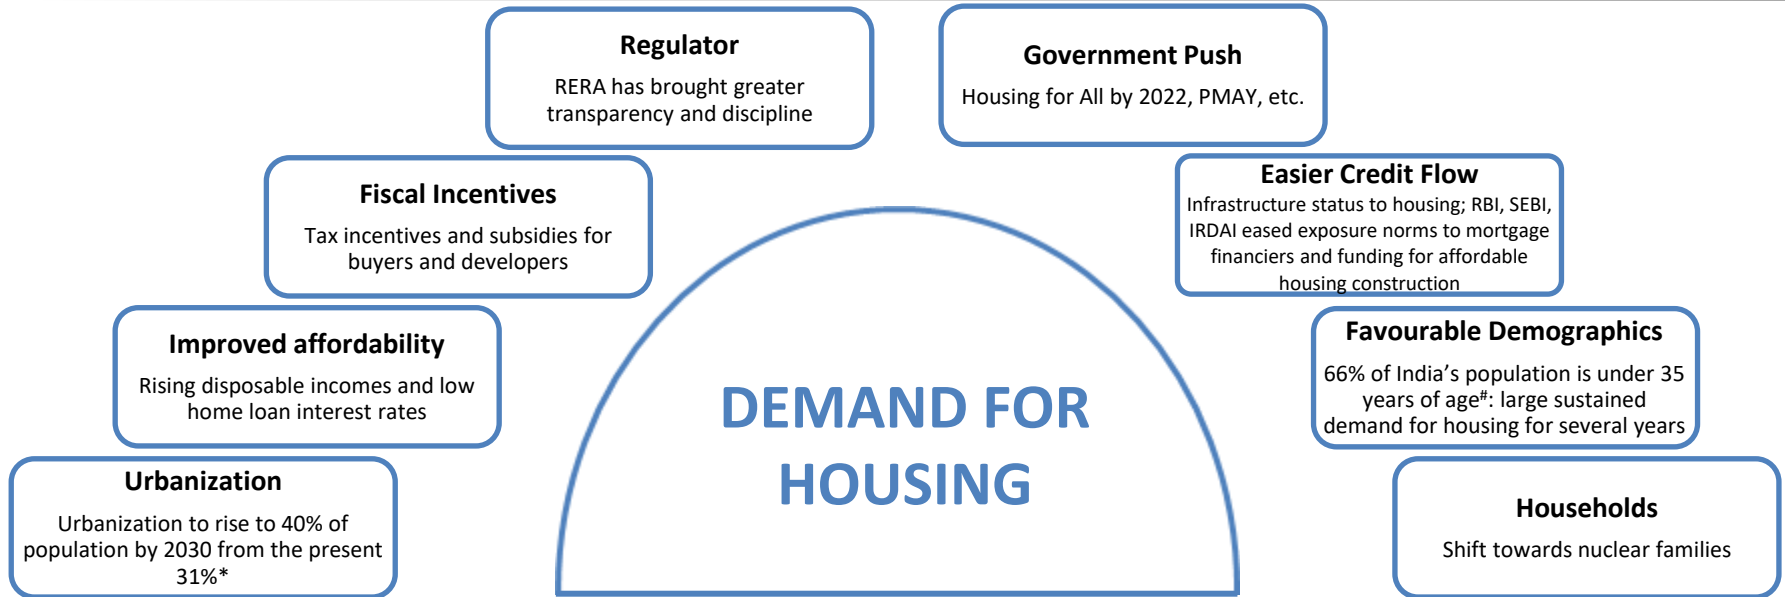 Regulator
RERA has brought greater
transparency and discipline
Government Push
Housing for All by 2022, PMAY, etc.
Fiscal Incentives
Tax incentives and subsidies for
buyers and developers
Easier Credit Flow
Infrastructure status to housing; RBI, SEBI,
IRDAI eased exposure norms to mortgage
financiers and funding for affordable
housing construction
Improved affordability
Rising disposable incomes and low
home loan interest rates
Favourable Demographics
66% of India’s population is under 35
years of age#: large sustained
demand for housing for several years
DEMAND FOR
HOUSING
Urbanization
Urbanization to rise to 40% of
population by 2030 from the present
31%*
Households
Shift towards nuclear families